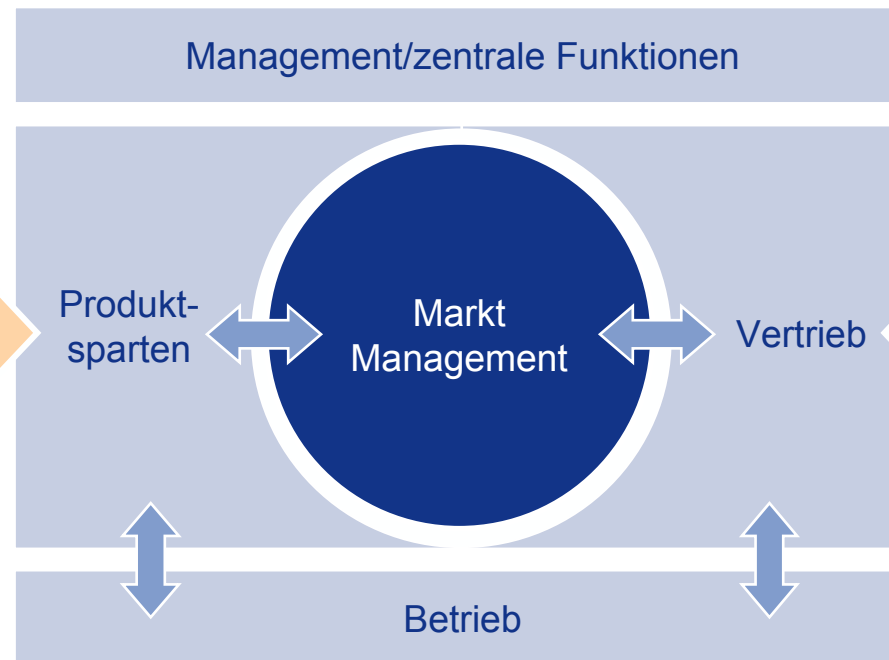 Management/zentrale Funktionen
Produkt-
sparten
Markt
Management
Vertrieb
Betrieb